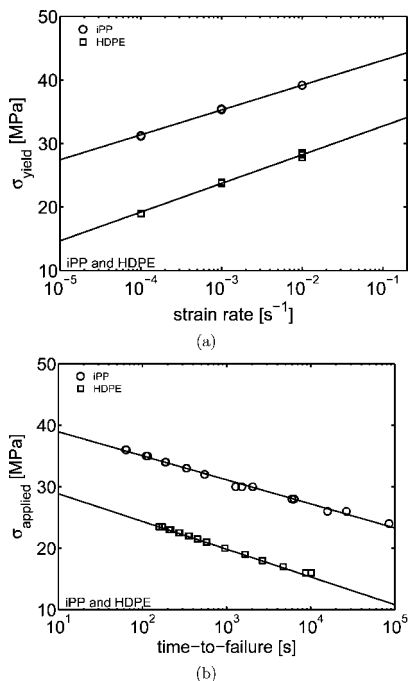 50
iPP
HDPE
40
30
20
10
σyield [MPa]
iPP and HDPE
10⁻⁵ 10⁻⁴ 10⁻³ 10⁻² 10⁻¹
strain rate [s⁻¹]
(a)
50
iPP
HDPE
40
30
20
10
σapplied [MPa]
iPP and HDPE
10¹ 10² 10³ 10⁴ 10⁵
time−to−failure [s]
(b)